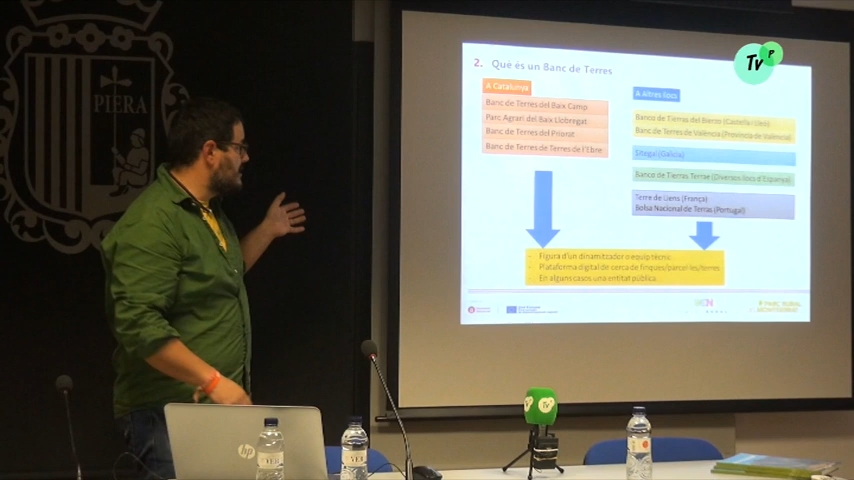 PIERA
TV P
2. Què és un Banc de Terres
A Catalunya
Banc de Terres del Baix Camp
Parc Agrari del Baix Llobregat
Banc de Terres del Priorat
Banc de Terres de Terres de l'Ebre
A Altres llocs
Banco de Tierras del Bierzo (Castella i Lleó)
Banc de Terres de València (Província de València)
Sitegal (Galícia)
Banco de Tierras Terrae (Diversos llocs d'Espanya)
Terre de Liens (França)
Bolsa Nacional de Terras (Portugal)
- Figura d'un dinamitzador o equip tècnic.
- Plataforma digital de cerca de finques/parcel·les/terres
- En alguns casos una entitat pública.
PARC RURAL
MONTSERRAT
hp
TV